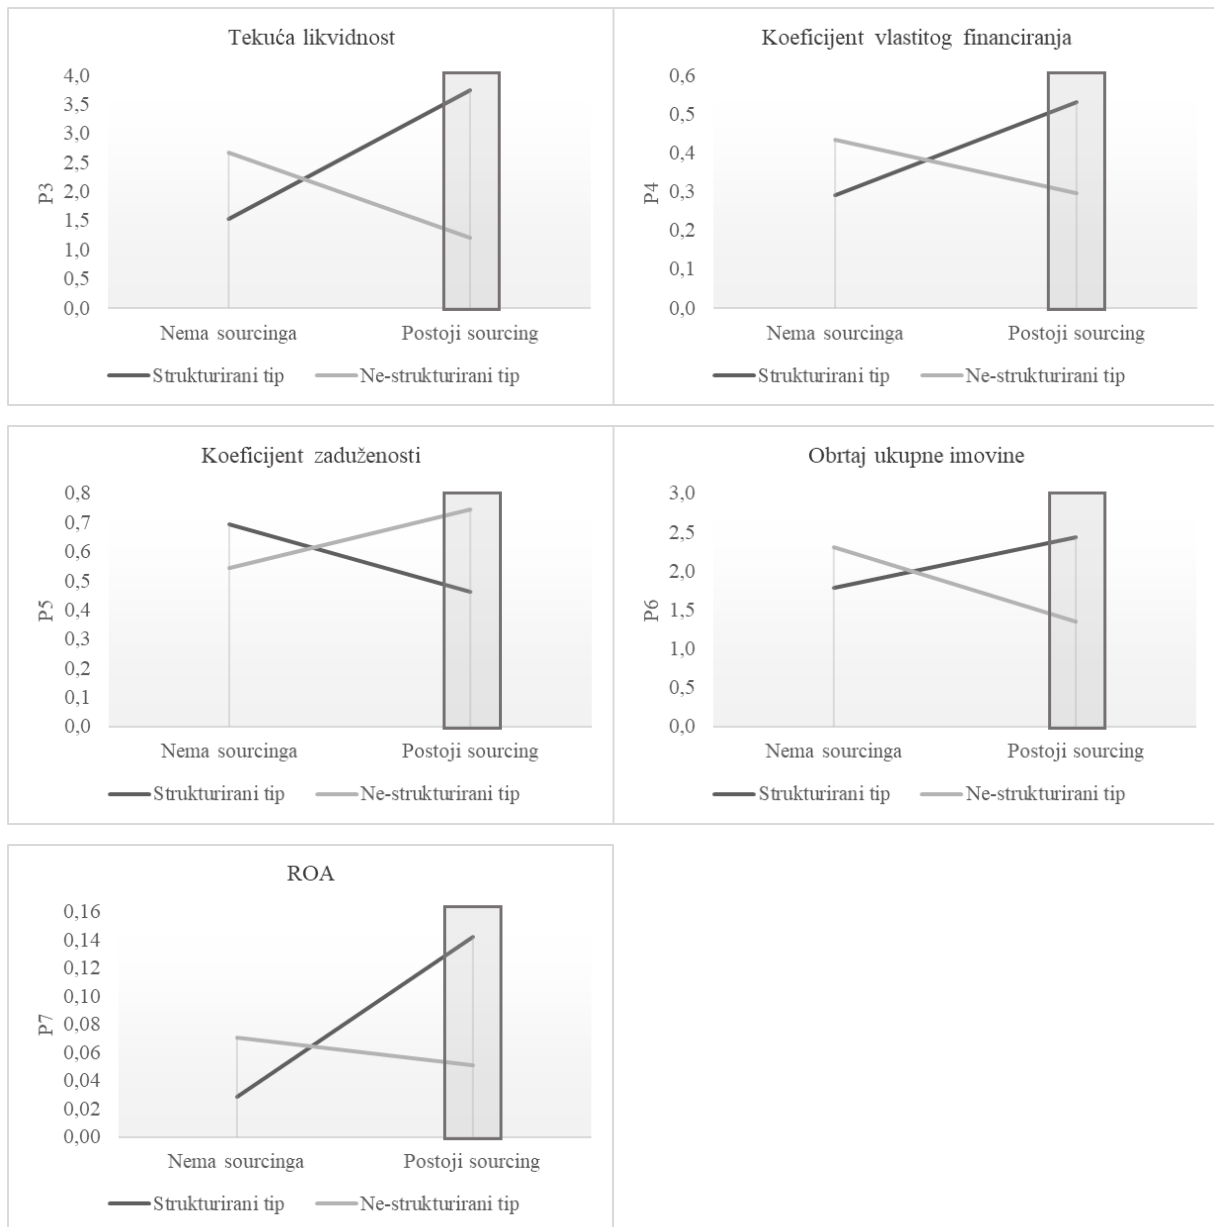 Tekuća likvidnost
4,0
3,5
3,0
2,5
2,0
1,5
1,0
0,5
0,0
P3
Nema sourcinga
Postoji sourcing
Strukturirani tip
Ne-strukturirani tip
Koeficijent vlastitog financiranja
0,6
0,5
0,4
0,3
0,2
0,1
0,0
P4
Nema sourcinga
Postoji sourcing
Strukturirani tip
Ne-strukturirani tip
Koeficijent zaduženosti
0,8
0,7
0,6
0,5
0,4
0,3
0,2
0,1
0,0
P5
Nema sourcinga
Postoji sourcing
Strukturirani tip
Ne-strukturirani tip
Obrtaj ukupne imovine
3,0
2,5
2,0
1,5
1,0
0,5
0,0
P6
Nema sourcinga
Postoji sourcing
Strukturirani tip
Ne-strukturirani tip
ROA
0,16
0,14
0,12
0,10
0,08
0,06
0,04
0,02
0,00
P7
Nema sourcinga
Postoji sourcing
Strukturirani tip
Ne-strukturirani tip